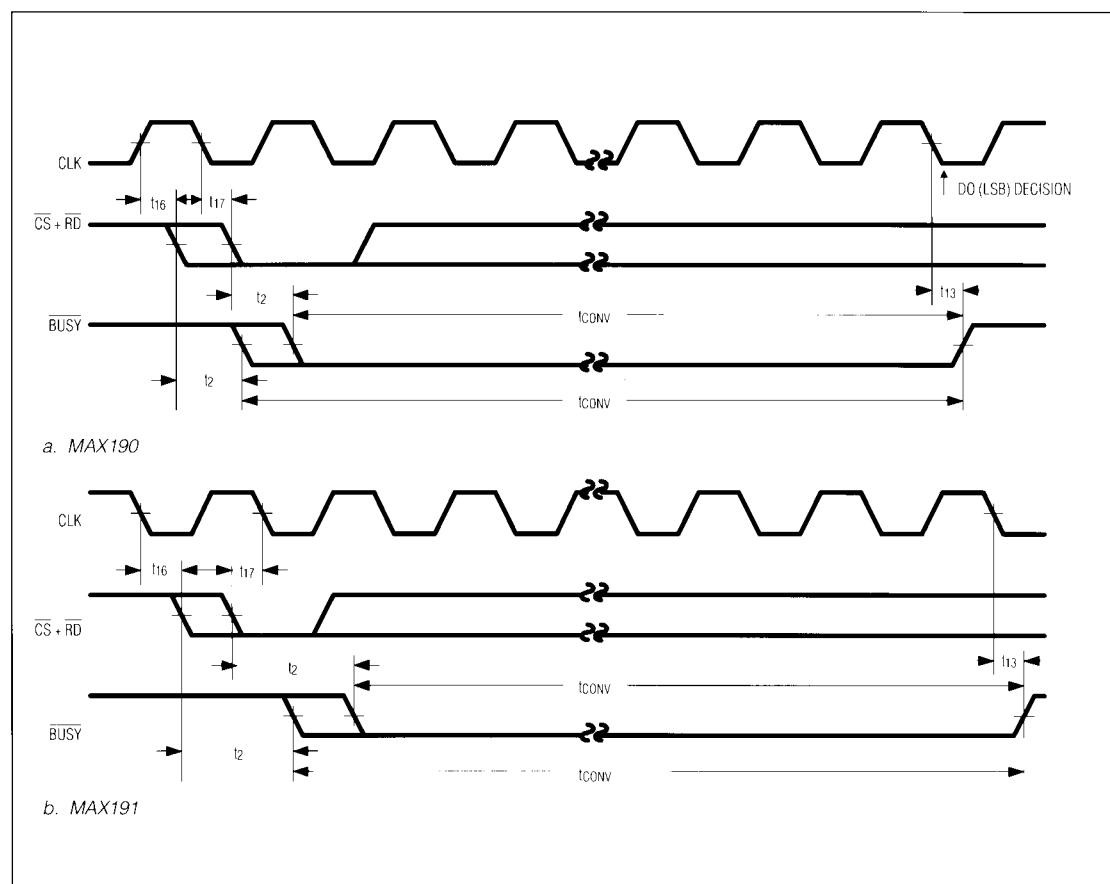 CLK
D0 (LSB) DECISION
t16
t17
CS + RD
t2
t13
tCONV
BUSY
t2
tCONV
a. MAX190
CLK
t16
t17
CS + RD
t13
t2
tCONV
BUSY
t2
tCONV
b. MAX191